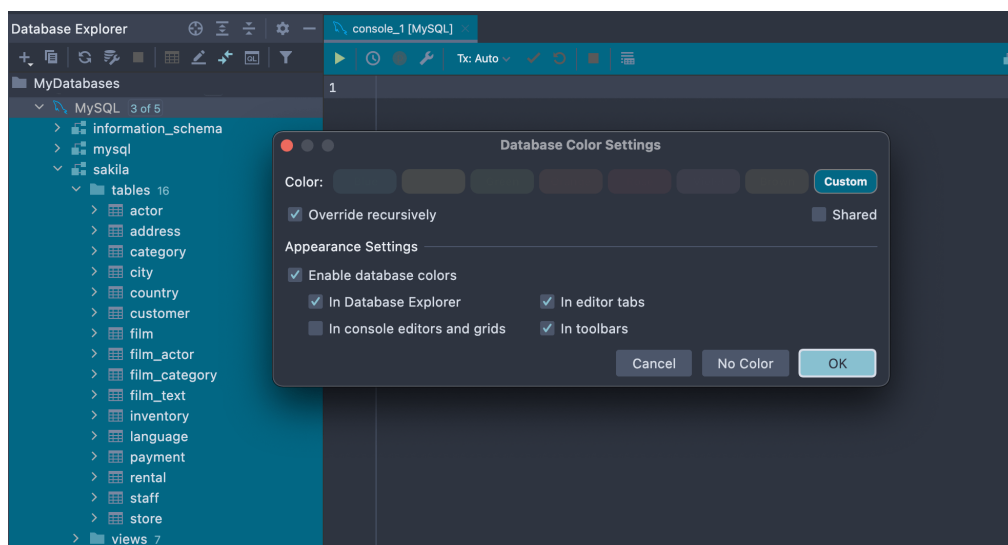 Database Explorer
console_1 [MySQL]
QL
Tx: Auto
MyDatabases
1
MySQL 3 of 5
information_schema
mysql
sakila
tables 16
actor
address
category
city
country
customer
film
film_actor
film_category
film_text
inventory
language
payment
rental
staff
store
views 7
Database Color Settings
Color:
Custom
Override recursively
Shared
Appearance Settings
Enable database colors
In Database Explorer
In editor tabs
In console editors and grids
In toolbars
Cancel
No Color
OK